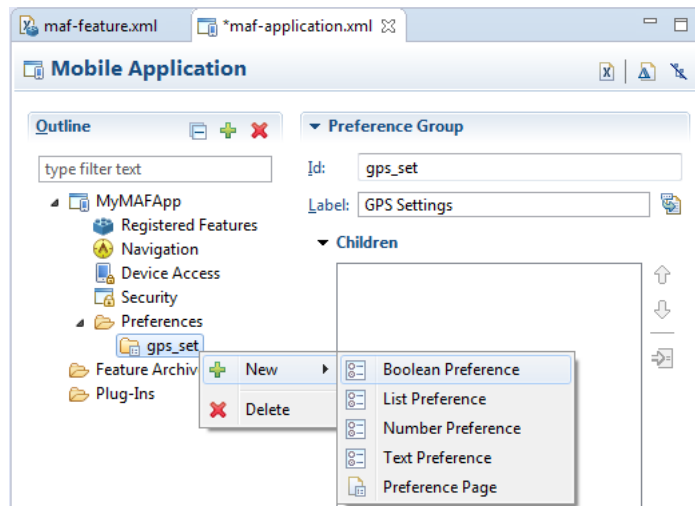 maf-feature.xml
*maf-application.xml
Mobile Application
Outline
type filter text
MyMAFApp
Registered Features
Navigation
Device Access
Security
Preferences
gps_set
Feature Archiv
Plug-Ins
Preference Group
Id: gps_set
Label: GPS Settings
Children
New
Delete
Boolean Preference
List Preference
Number Preference
Text Preference
Preference Page